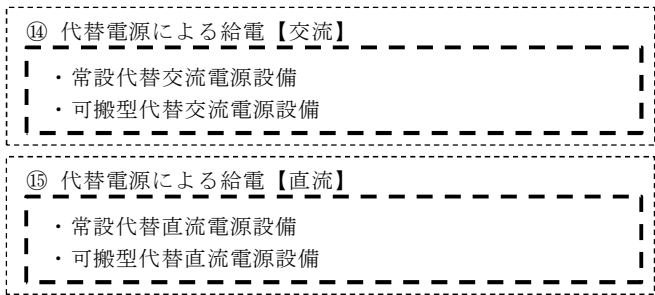 ⑭ 代替電源による給電【交流】
・常設代替交流電源設備
・可搬型代替交流電源設備
⑮ 代替電源による給電【直流】
・常設代替直流電源設備
・可搬型代替直流電源設備